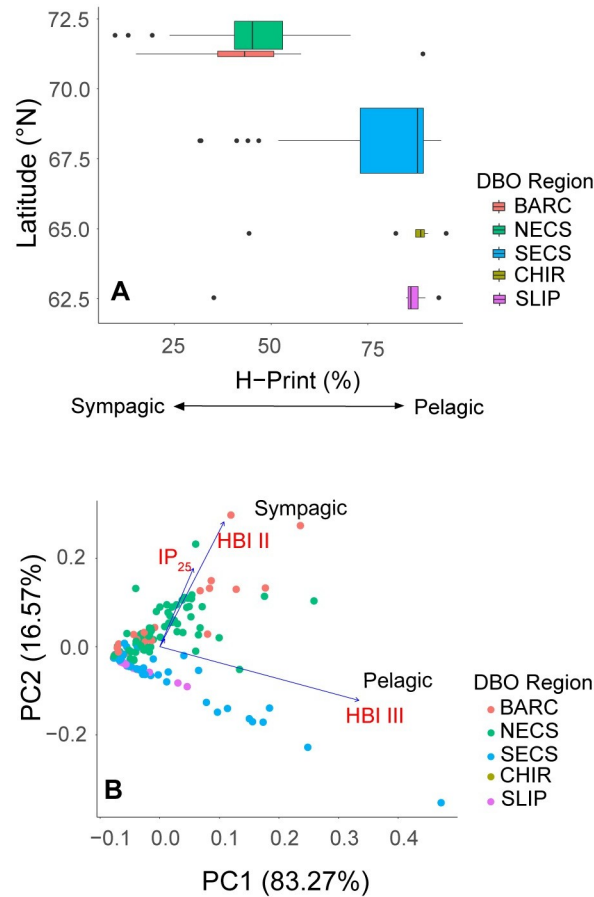 72.5
70.0
67.5
65.0
62.5
Latitude (°N)
A
25 50 75
H−Print (%)
Sympagic Pelagic
DBO Region
BARC
NECS
SECS
CHIR
SLIP
Sympagic
HBI II
IP25
0.2
0.0
−0.2
PC2 (16.57%)
Pelagic
HBI III
B
−0.1 0.0 0.1 0.2 0.3 0.4
PC1 (83.27%)
DBO Region
BARC
NECS
SECS
CHIR
SLIP